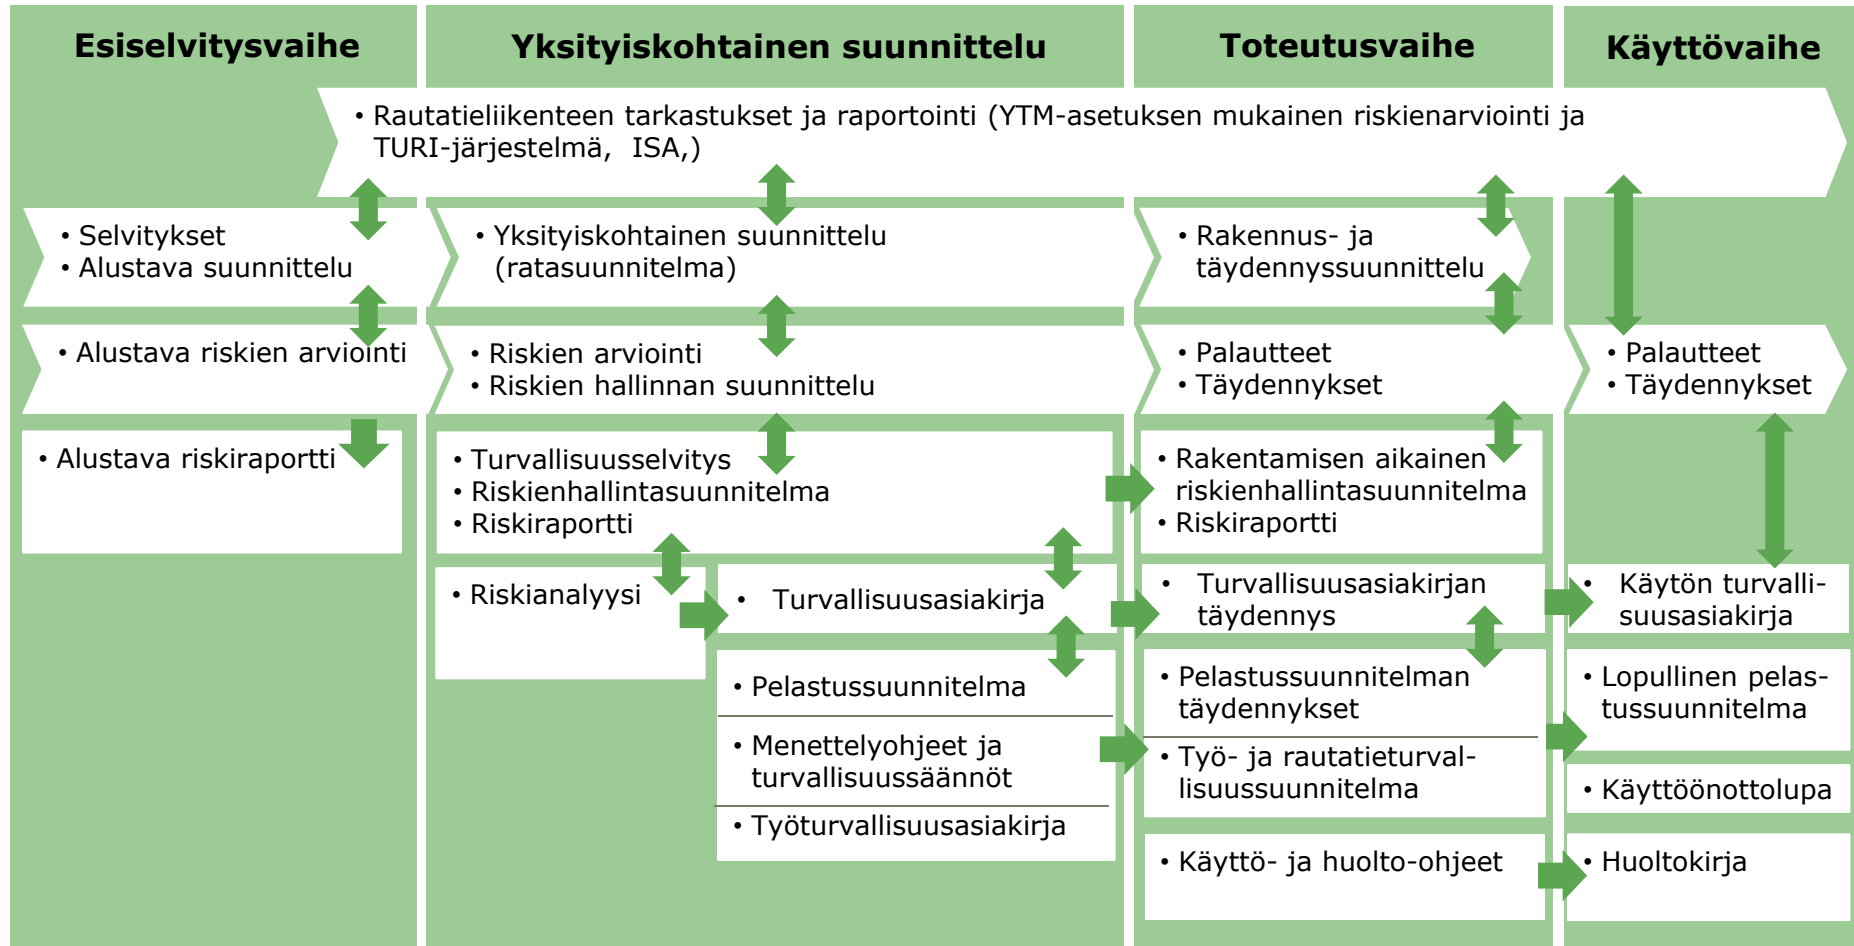 Esiselvitysvaihe
Yksityiskohtainen suunnittelu
Toteutusvaihe
Käyttövaihe
• Rautatieliikenteen tarkastukset ja raportointi (YTM-asetuksen mukainen riskienarviointi ja
TURI-järjestelmä, ISA,)
• Selvitykset
• Alustava suunnittelu
• Yksityiskohtainen suunnittelu
(ratasuunnitelma)
• Rakennus- ja
täydennyssuunnittelu
• Alustava riskien arviointi
• Riskien arviointi
• Riskien hallinnan suunnittelu
• Palautteet
• Täydennykset
• Palautteet
• Täydennykset
• Alustava riskiraportti
• Turvallisuusselvitys
• Riskienhallintasuunnitelma
• Riskiraportti
• Rakentamisen aikainen
riskienhallintasuunnitelma
• Riskiraportti
• Riskianalyysi
• Turvallisuusasiakirja
• Turvallisuusasiakirjan
täydennys
• Käytön turvalli-
suusasiakirja
• Pelastussuunnitelma
• Menettelyohjeet ja
turvallisuussäännöt
• Työturvallisuusasiakirja
• Pelastussuunnitelman
täydennykset
• Työ- ja rautatieturval-
lisuussuunnitelma
• Lopullinen pelas-
tussuunnitelma
• Käyttöönottolupa
• Käyttö- ja huolto-ohjeet
• Huoltokirja